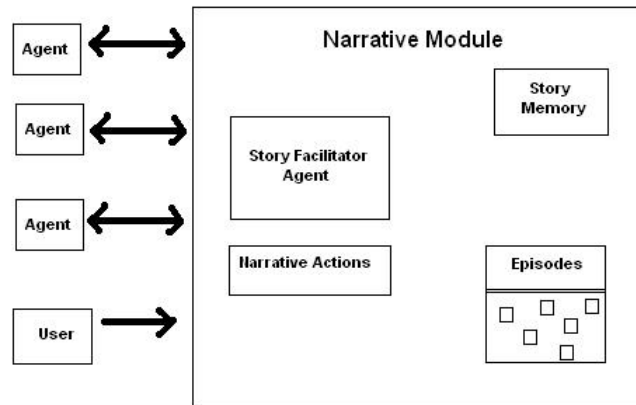 Narrative Module
Agent
Agent
Agent
User
Story
Memory
Story Facilitator
Agent
Narrative Actions
Episodes